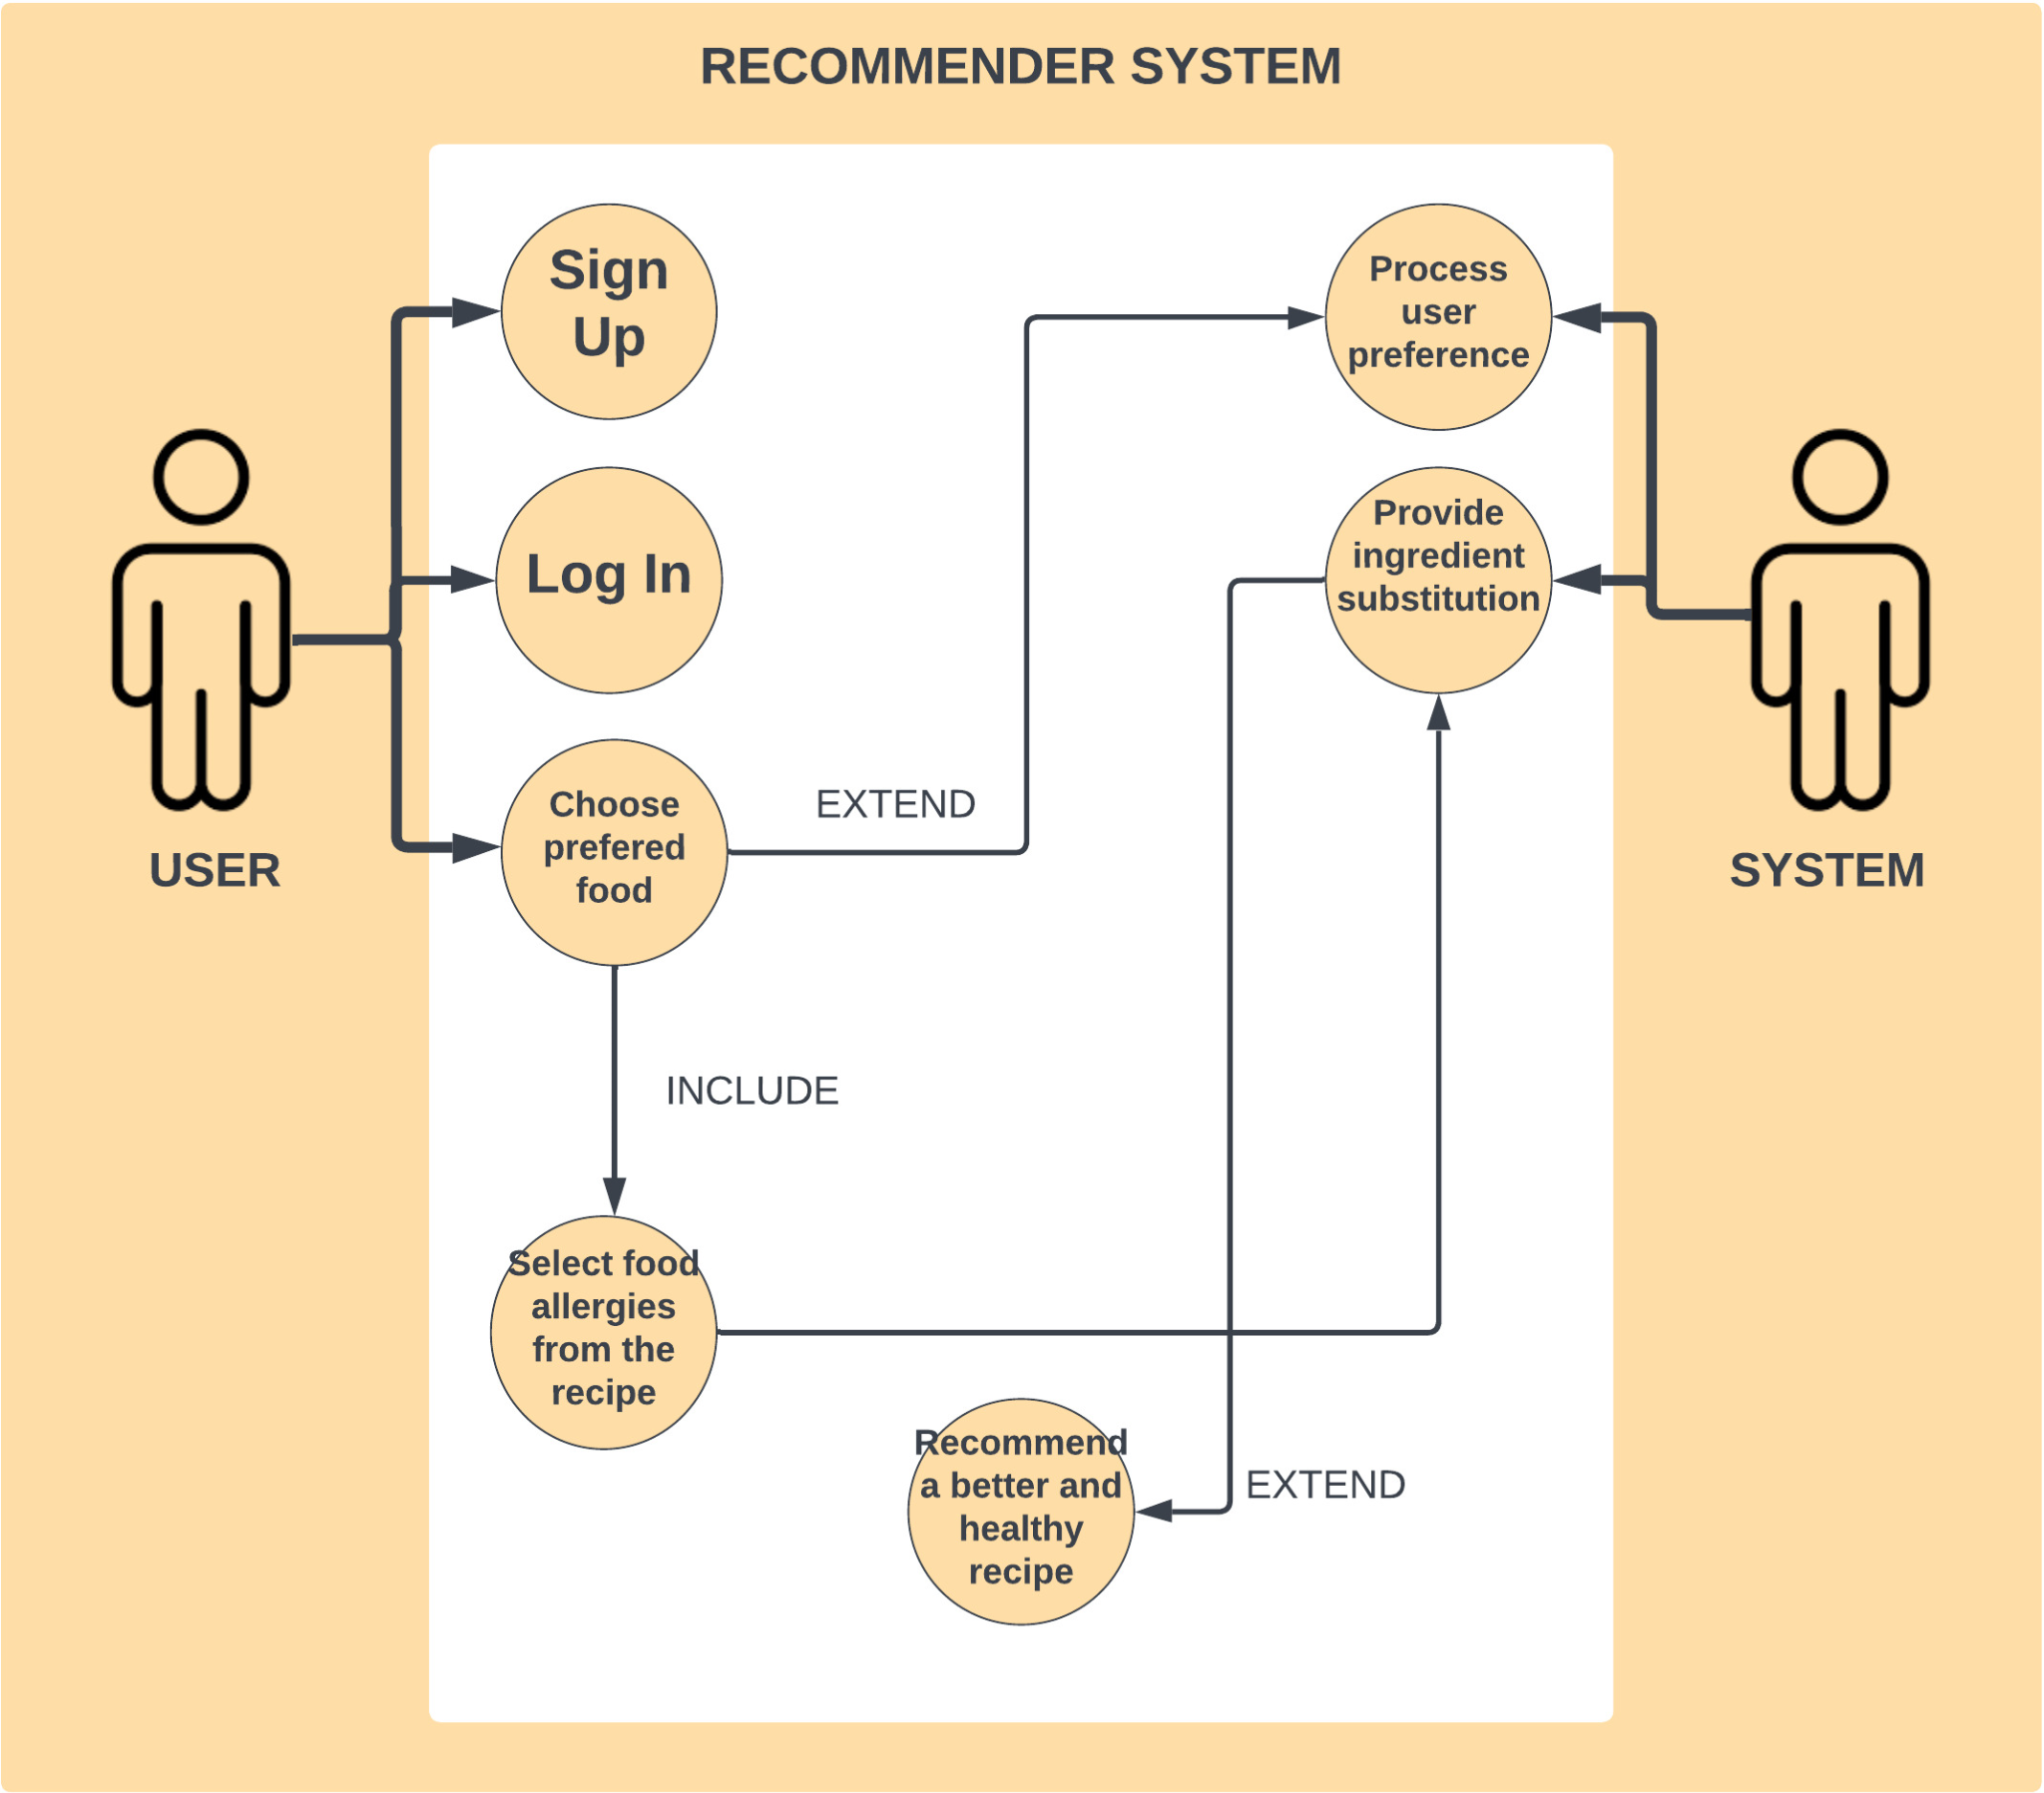 RECOMMENDER SYSTEM
Sign
Up
Process
user
preference
Log In
Provide
ingredient
substitution
Choose
prefered
food
EXTEND
USER
SYSTEM
INCLUDE
Select food
allergies
from the
recipe
Recommend
a better and
healthy
recipe
EXTEND